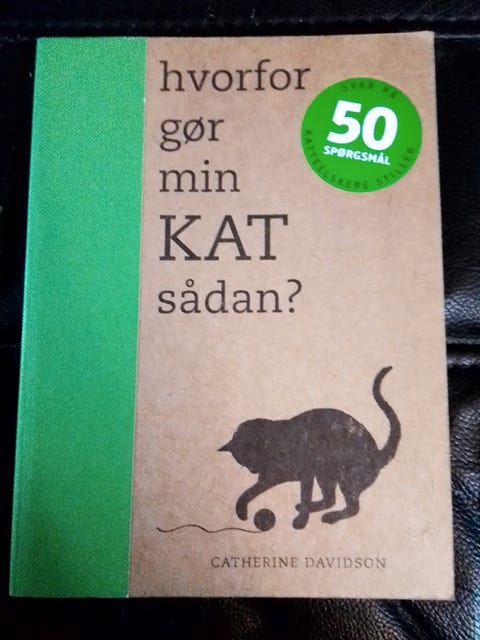 hvorfor
gør
min
KAT
sådan?
SVAR PÅ
50
SPØRGSMÅL
KATTEELSKERE STILLER
CATHERINE DAVIDSON